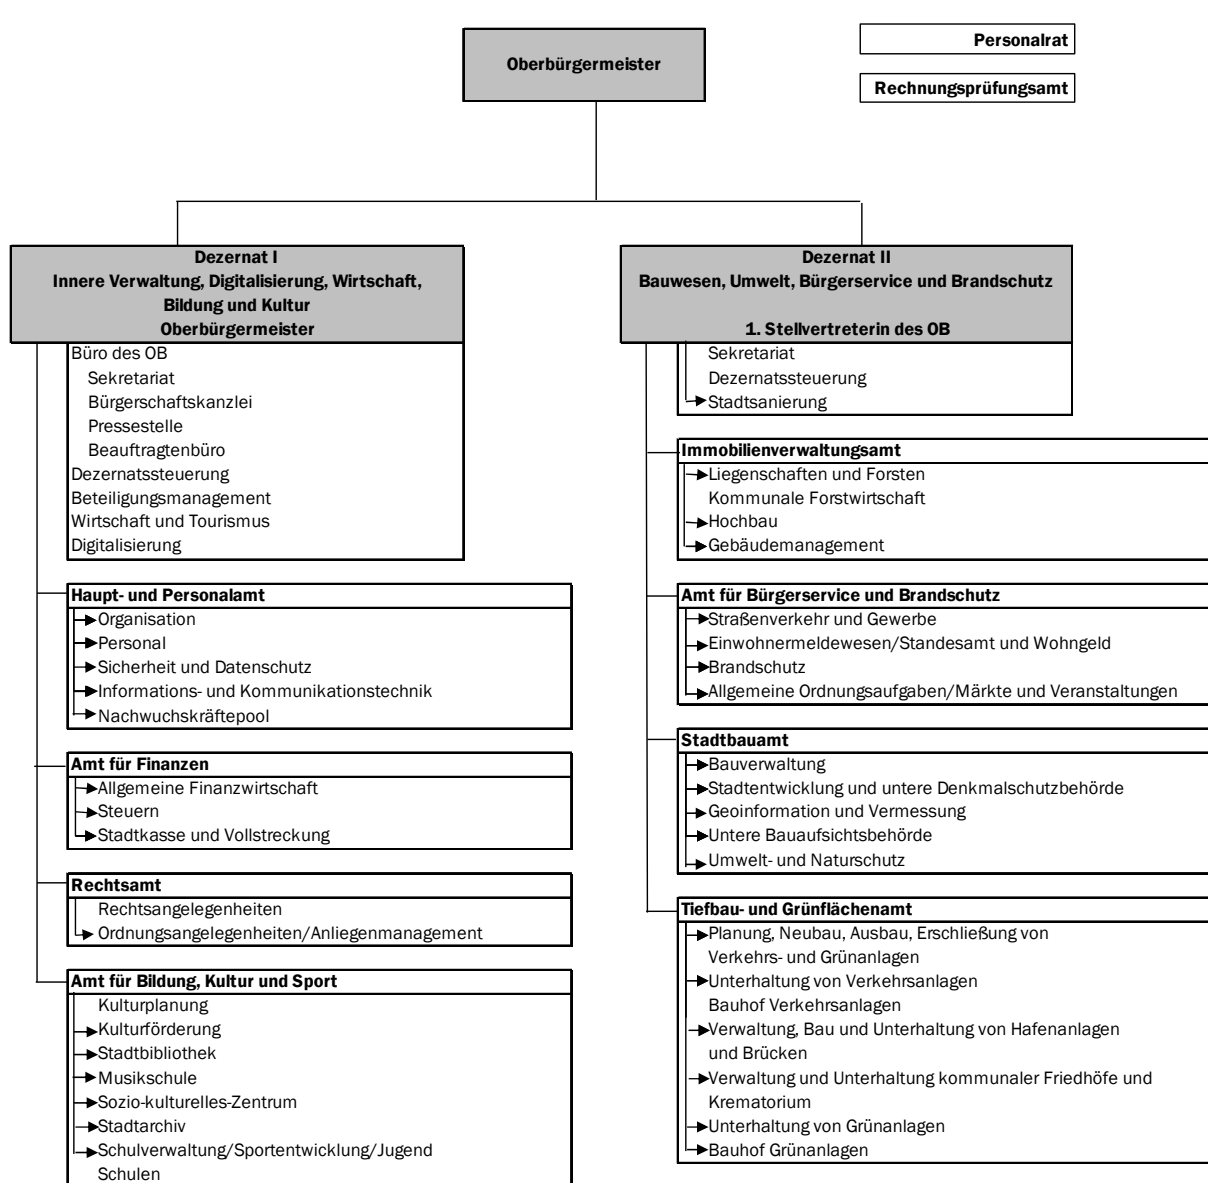 Oberbürgermeister
Personalrat
Rechnungsprüfungsamt
Dezernat I
Innere Verwaltung, Digitalisierung, Wirtschaft,
Bildung und Kultur
Oberbürgermeister
Büro des OB
Sekretariat
Bürgerschaftskanzlei
Pressestelle
Beauftragtenbüro
Dezernatssteuerung
Beteiligungsmanagement
Wirtschaft und Tourismus
Digitalisierung
Haupt- und Personalamt
Organisation
Personal
Sicherheit und Datenschutz
Informations- und Kommunikationstechnik
Nachwuchskräftepool
Amt für Finanzen
Allgemeine Finanzwirtschaft
Steuern
Stadtkasse und Vollstreckung
Rechtsamt
Rechtsangelegenheiten
Ordnungsangelegenheiten/Anliegenmanagement
Amt für Bildung, Kultur und Sport
Kulturplanung
Kulturförderung
Stadtbibliothek
Musikschule
Sozio-kulturelles-Zentrum
Stadtarchiv
Schulverwaltung/Sportentwicklung/Jugend
Schulen
Dezernat II
Bauwesen, Umwelt, Bürgerservice und Brandschutz
1. Stellvertreterin des OB
Sekretariat
Dezernatssteuerung
Stadtsanierung
Immobilienverwaltungsamt
Liegenschaften und Forsten
Kommunale Forstwirtschaft
Hochbau
Gebäudemanagement
Amt für Bürgerservice und Brandschutz
Straßenverkehr und Gewerbe
Einwohnermeldewesen/Standesamt und Wohngeld
Brandschutz
Allgemeine Ordnungsaufgaben/Märkte und Veranstaltungen
Stadtbauamt
Bauverwaltung
Stadtentwicklung und untere Denkmalschutzbehörde
Geoinformation und Vermessung
Untere Bauaufsichtsbehörde
Umwelt- und Naturschutz
Tiefbau- und Grünflächenamt
Planung, Neubau, Ausbau, Erschließung von
Verkehrs- und Grünanlagen
Unterhaltung von Verkehrsanlagen
Bauhof Verkehrsanlagen
Verwaltung, Bau und Unterhaltung von Hafenanlagen
und Brücken
Verwaltung und Unterhaltung kommunaler Friedhöfe und
Krematorium
Unterhaltung von Grünanlagen
Bauhof Grünanlagen